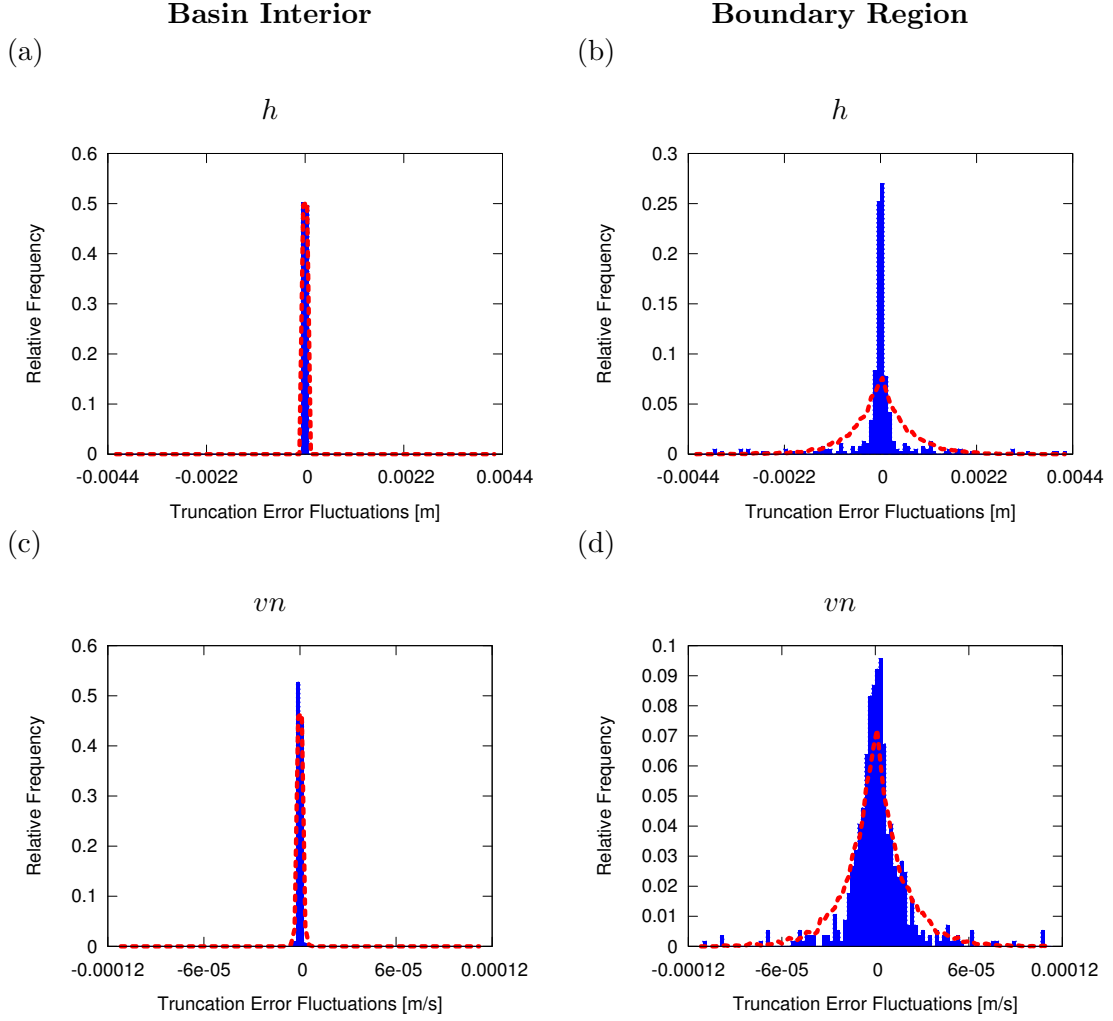 Basin Interior
Boundary Region
(a)
(b)
h
h
0.6
0.5
0.4
0.3
0.2
0.1
0
Relative Frequency
-0.0044
-0.0022
0
0.0022
0.0044
Truncation Error Fluctuations [m]
0.3
0.25
0.2
0.15
0.1
0.05
0
Relative Frequency
-0.0044
-0.0022
0
0.0022
0.0044
Truncation Error Fluctuations [m]
(c)
(d)
vn
vn
0.6
0.5
0.4
0.3
0.2
0.1
0
Relative Frequency
-0.00012
-6e-05
0
6e-05
0.00012
Truncation Error Fluctuations [m/s]
0.1
0.09
0.08
0.07
0.06
0.05
0.04
0.03
0.02
0.01
0
Relative Frequency
-0.00012
-6e-05
0
6e-05
0.00012
Truncation Error Fluctuations [m/s]